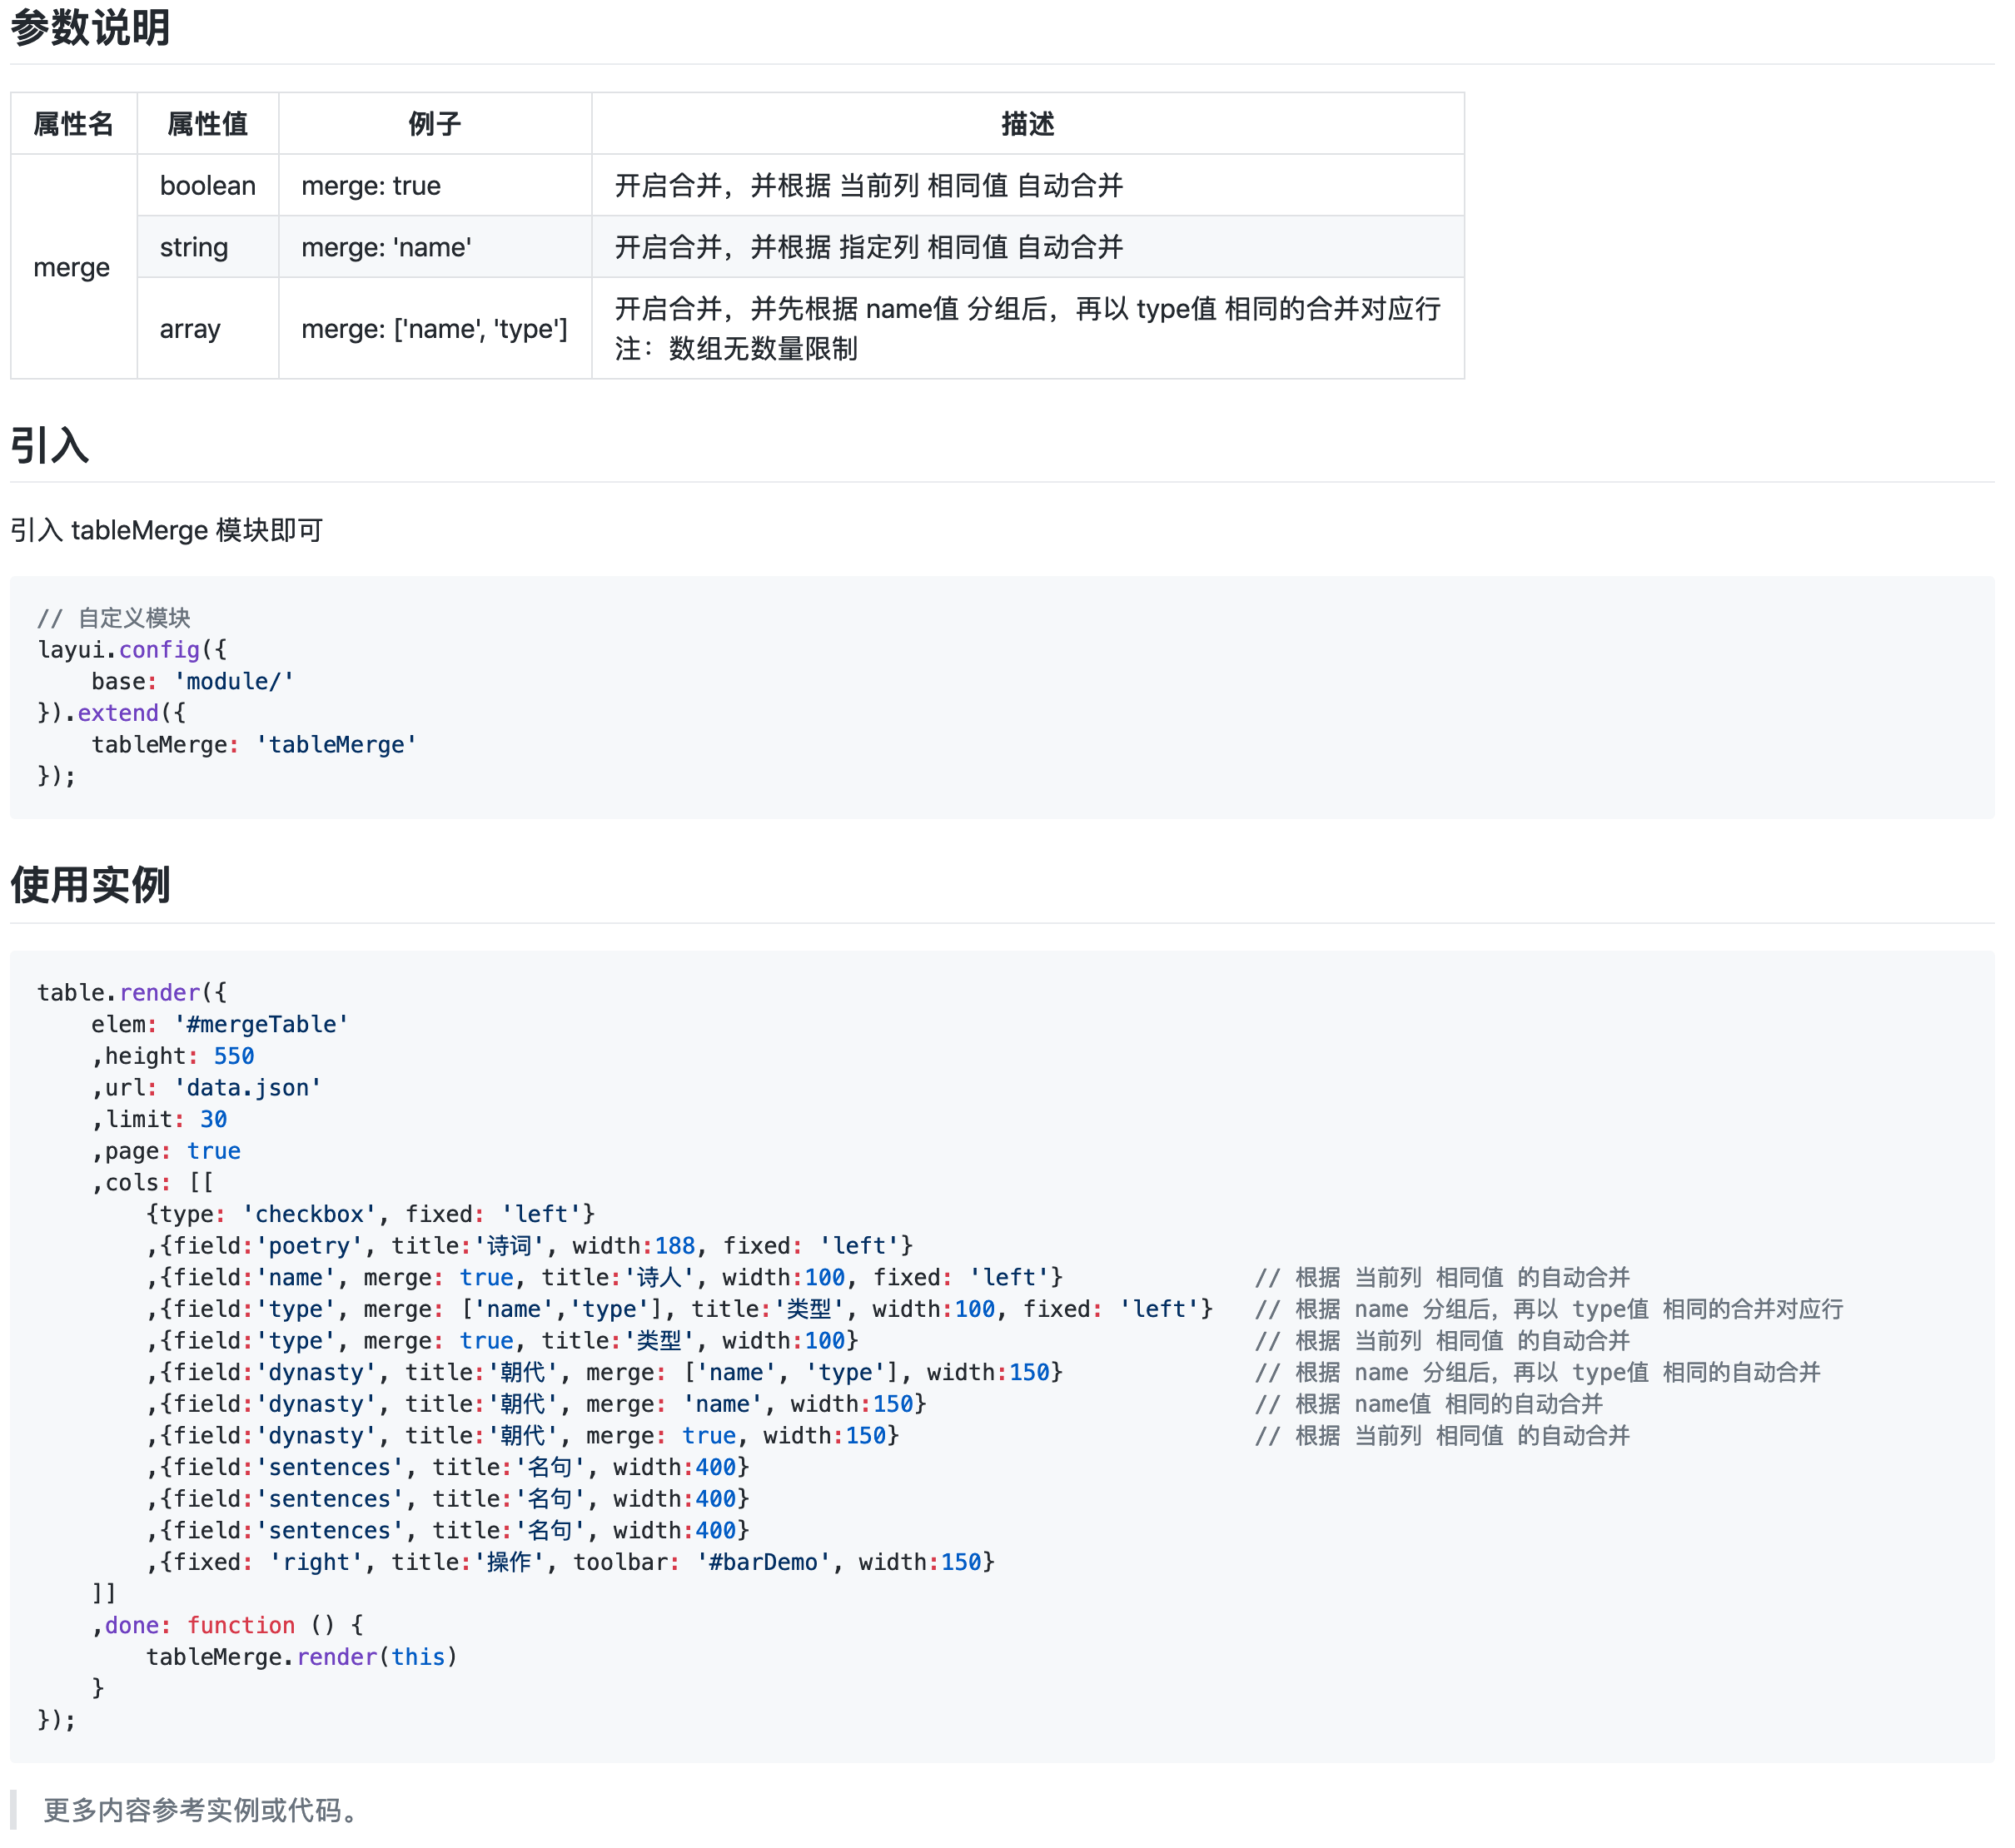 参数说明
属性名 属性值 例子 描述
merge
boolean merge: true 开启合并，并根据 当前列 相同值 自动合并
string merge: 'name' 开启合并，并根据 指定列 相同值 自动合并
array merge: ['name', 'type'] 开启合并，并先根据 name值 分组后，再以 type值 相同的合并对应行
注：数组无数量限制
引入
引入 tableMerge 模块即可
// 自定义模块
layui.config({
    base: 'module/'
}).extend({
    tableMerge: 'tableMerge'
});
使用实例
table.render({
    elem: '#mergeTable'
    ,height: 550
    ,url: 'data.json'
    ,limit: 30
    ,page: true
    ,cols: [[
        {type: 'checkbox', fixed: 'left'}
        ,{field:'poetry', title:'诗词', width:188, fixed: 'left'}
        ,{field:'name', merge: true, title:'诗人', width:100, fixed: 'left'}              // 根据 当前列 相同值 的自动合并
        ,{field:'type', merge: ['name','type'], title:'类型', width:100, fixed: 'left'}   // 根据 name 分组后，再以 type值 相同的合并对应行
        ,{field:'type', merge: true, title:'类型', width:100}                             // 根据 当前列 相同值 的自动合并
        ,{field:'dynasty', title:'朝代', merge: ['name', 'type'], width:150}              // 根据 name 分组后，再以 type值 相同的自动合并
        ,{field:'dynasty', title:'朝代', merge: 'name', width:150}                        // 根据 name值 相同的自动合并
        ,{field:'dynasty', title:'朝代', merge: true, width:150}                          // 根据 当前列 相同值 的自动合并
        ,{field:'sentences', title:'名句', width:400}
        ,{field:'sentences', title:'名句', width:400}
        ,{field:'sentences', title:'名句', width:400}
        ,{fixed: 'right', title:'操作', toolbar: '#barDemo', width:150}
    ]]
    ,done: function () {
        tableMerge.render(this)
    }
});
更多内容参考实例或代码。